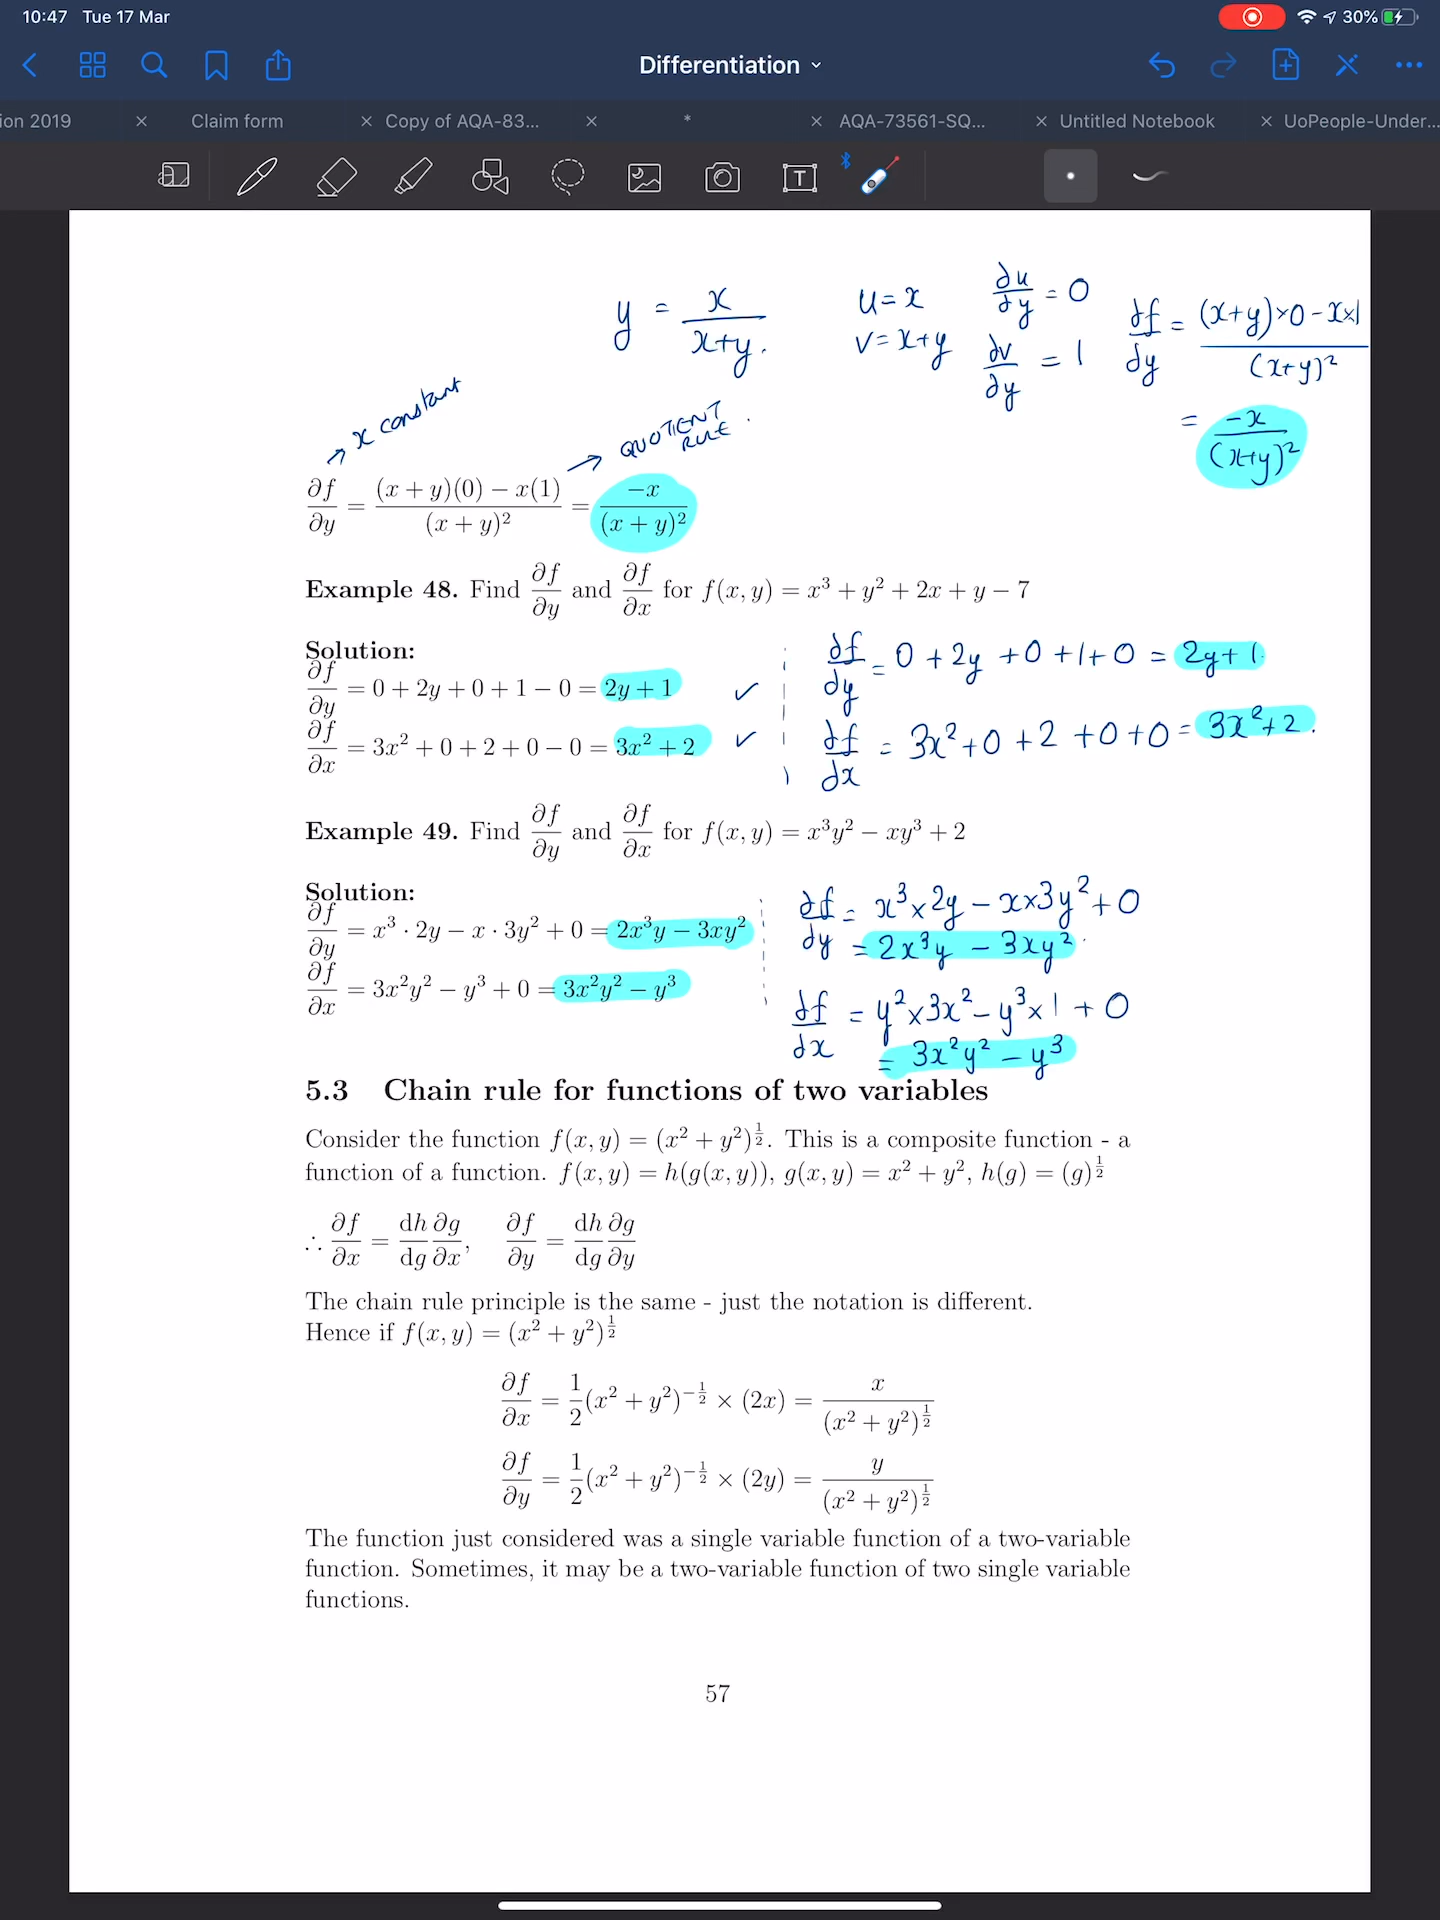 10:47 Tue 17 Mar 30%
Differentiation
ion 2019 × Claim form × Copy of AQA-83... × * × AQA-73561-SQ... × Untitled Notebook × UoPeople-Under...
y = x/(x+y).
u = x
v = x+y
∂u/∂y = 0
∂v/∂y = 1
∂f/∂y = ((x+y)×0 − x×1)/(x+y)²
= −x/(x+y)²
→ x constant
→ QUOTIENT RULE.
∂f/∂y = ((x + y)(0) − x(1))/(x + y)² = −x/(x + y)²
Example 48. Find ∂f/∂y and ∂f/∂x for f(x, y) = x³ + y² + 2x + y − 7
Solution:
∂f/∂y = 0 + 2y + 0 + 1 − 0 = 2y + 1 ✓
∂f/∂x = 3x² + 0 + 2 + 0 − 0 = 3x² + 2 ✓
∂f/∂y = 0 + 2y + 0 + 1 + 0 = 2y + 1.
∂f/∂x = 3x² + 0 + 2 + 0 + 0 = 3x² + 2.
Example 49. Find ∂f/∂y and ∂f/∂x for f(x, y) = x³y² − xy³ + 2
Solution:
∂f/∂y = x³ · 2y − x · 3y² + 0 = 2x³y − 3xy²
∂f/∂x = 3x²y² − y³ + 0 = 3x²y² − y³
∂f/∂y = x³×2y − x×3y² + 0
= 2x³y − 3xy².
∂f/∂x = y²×3x² − y³×1 + 0
= 3x²y² − y³
5.3 Chain rule for functions of two variables
Consider the function f(x, y) = (x² + y²)^½. This is a composite function - a
function of a function. f(x, y) = h(g(x, y)), g(x, y) = x² + y², h(g) = (g)^½
∴ ∂f/∂x = dh/dg ∂g/∂x, ∂f/∂y = dh/dg ∂g/∂y
The chain rule principle is the same - just the notation is different.
Hence if f(x, y) = (x² + y²)^½
∂f/∂x = 1/2(x² + y²)^−½ × (2x) = x/(x² + y²)^½
∂f/∂y = 1/2(x² + y²)^−½ × (2y) = y/(x² + y²)^½
The function just considered was a single variable function of a two-variable
function. Sometimes, it may be a two-variable function of two single variable
functions.
57